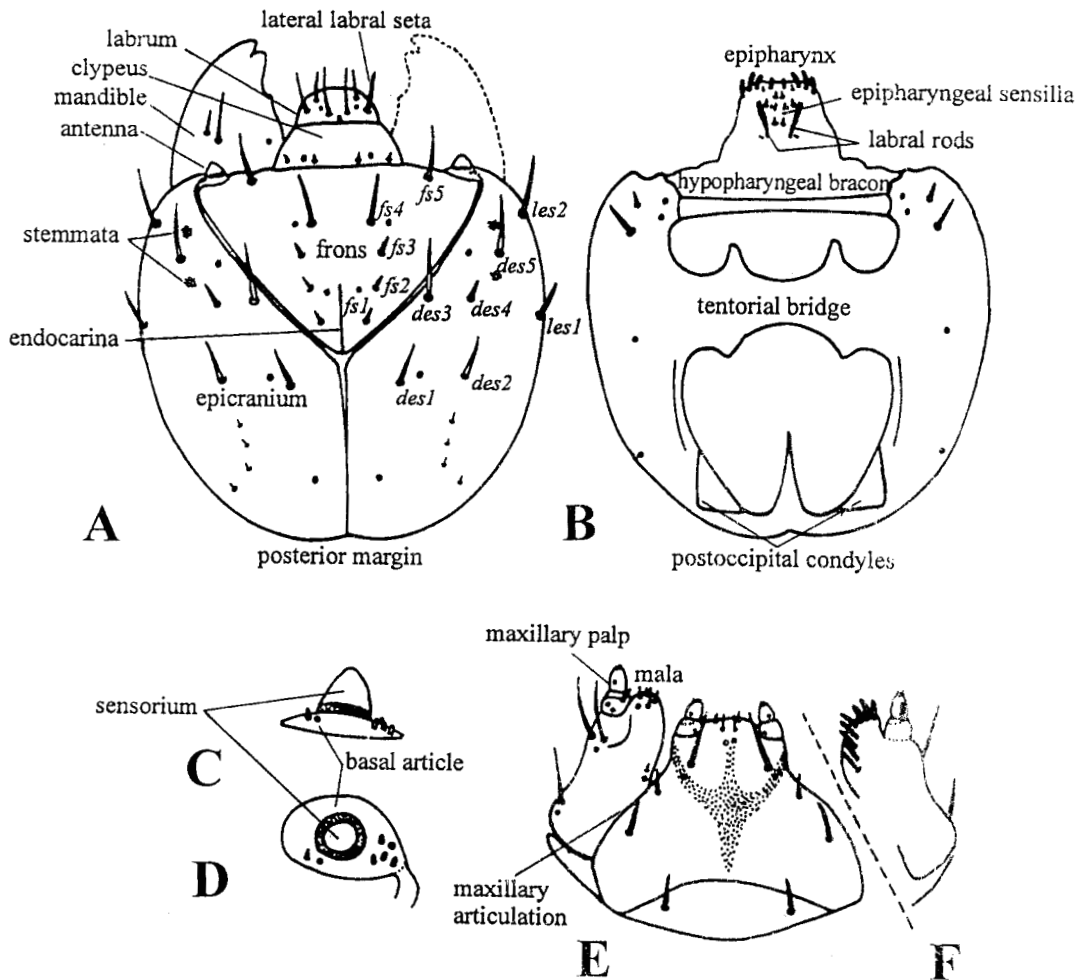 lateral labral seta
labrum
clypeus
mandible
antenna
stemmata
endocarina
fs5
fs4
frons
fs3
fs2
fs1
les2
des5
des3
des4
les1
des1
des2
epicranium
A
posterior margin
epipharynx
epipharyngeal sensilia
labral rods
hypopharyngeal bracon
tentorial bridge
B
postoccipital condyles
sensorium
C
basal article
D
maxillary palp
mala
maxillary
articulation
E
F